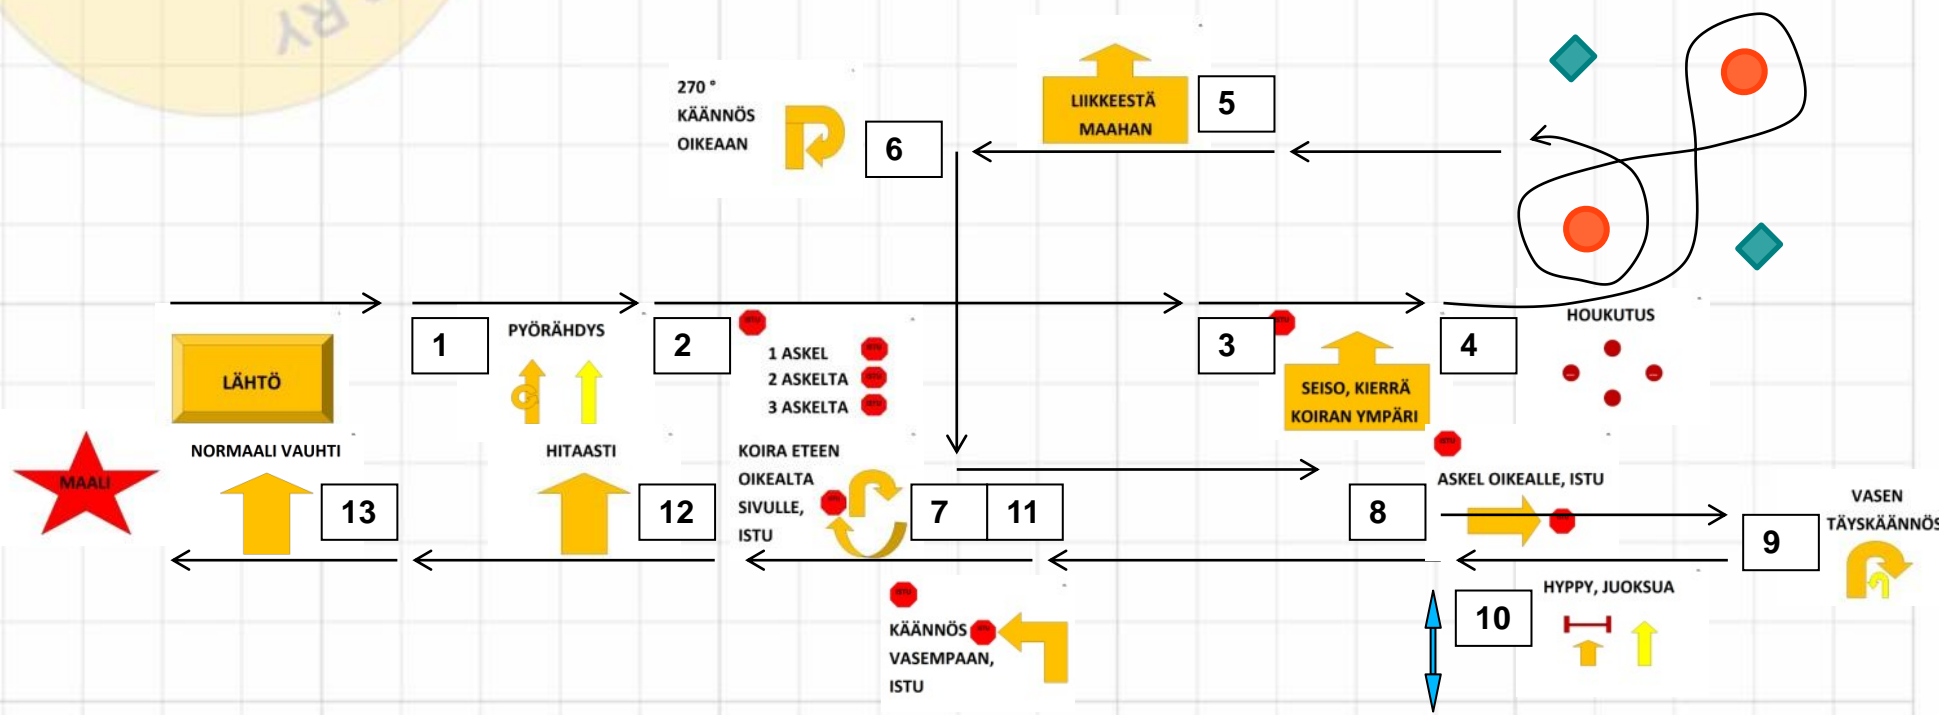 RY
270 °
KÄÄNNÖS
OIKEAAN
6
LIIKKEESTÄ
MAAHAN
5
LÄHTÖ
1
PYÖRÄHDYS
2
1 ASKEL
2 ASKELTA
3 ASKELTA
3
SEISO, KIERRÄ
KOIRAN YMPÄRI
4
HOUKUTUS
MAALI
NORMAALI VAUHTI
13
HITAASTI
12
KOIRA ETEEN
OIKEALTA
SIVULLE,
ISTU
7
11
8
ASKEL OIKEALLE, ISTU
9
VASEN
TÄYSKÄÄNNÖS
KÄÄNNÖS
VASEMPAAN,
ISTU
10
HYPPY, JUOKSUA